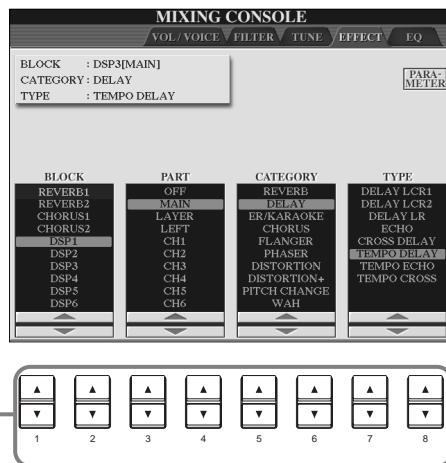 MIXING CONSOLE
VOL / VOICE FILTER TUNE EFFECT EQ
BLOCK : DSP3[MAIN]
CATEGORY : DELAY
TYPE : TEMPO DELAY
PARA-
METER
BLOCK PART CATEGORY TYPE
REVERB1 OFF REVERB DELAY LCR1
REVERB2 MAIN DELAY DELAY LCR2
CHORUS1 LAYER ER/KARAOKE DELAY LR
CHORUS2 LEFT CHORUS ECHO
DSP1 CH1 FLANGER CROSS DELAY
DSP2 CH2 PHASER TEMPO DELAY
DSP3 CH3 DISTORTION TEMPO ECHO
DSP4 CH4 DISTORTION+ TEMPO CROSS
DSP5 CH5 PITCH CHANGE
DSP6 CH6 WAH
1 2 3 4 5 6 7 8